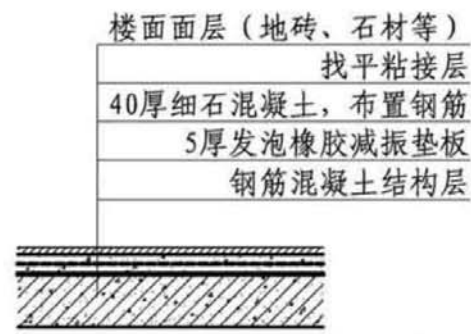 楼面面层（地砖、石材等）
找平粘接层
40厚细石混凝土，布置钢筋
5厚发泡橡胶减振垫板
钢筋混凝土结构层